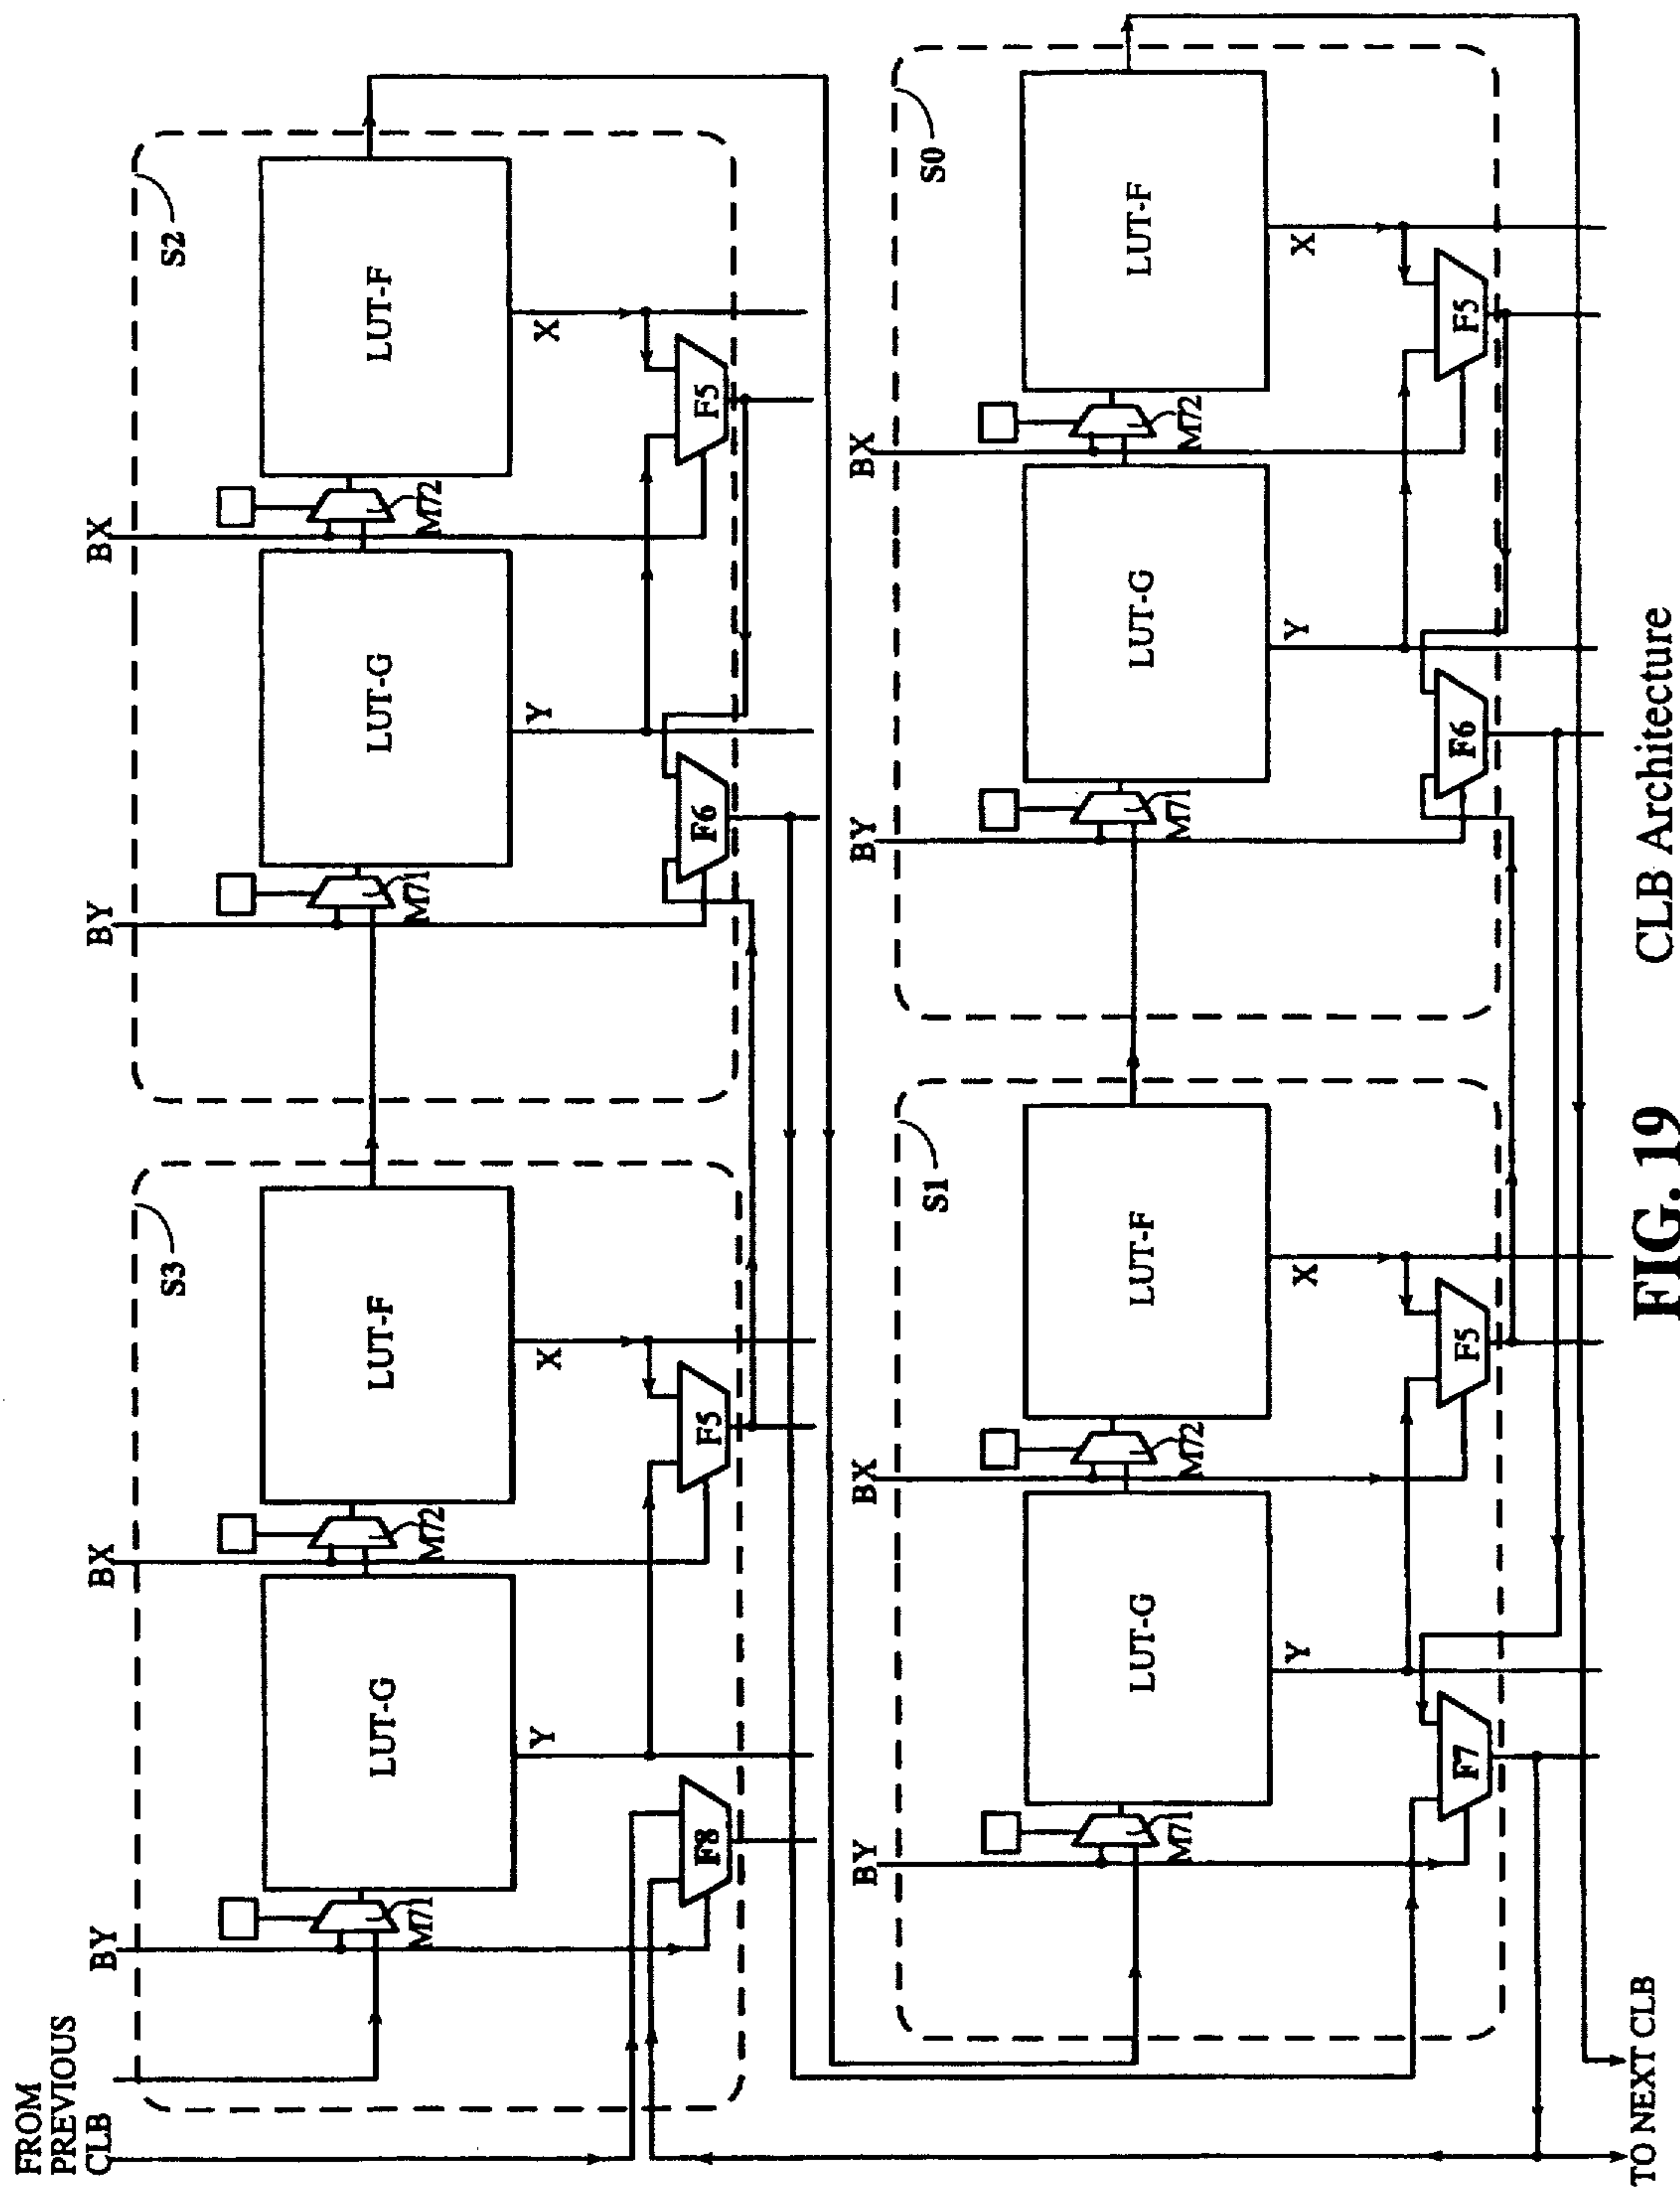 FROM
PREVIOUS
CLB
BY
BX
BY
BX
S3
S2
M71
LUT-G
M72
LUT-F
M71
LUT-G
M72
LUT-F
Y
X
Y
X
F8
F5
F6
F5
BY
BX
BY
BX
S1
S0
M71
LUT-G
M72
LUT-F
M71
LUT-G
M72
LUT-F
Y
X
Y
X
F7
F5
F6
F5
TO NEXT CLB
FIG. 19
CLB Architecture